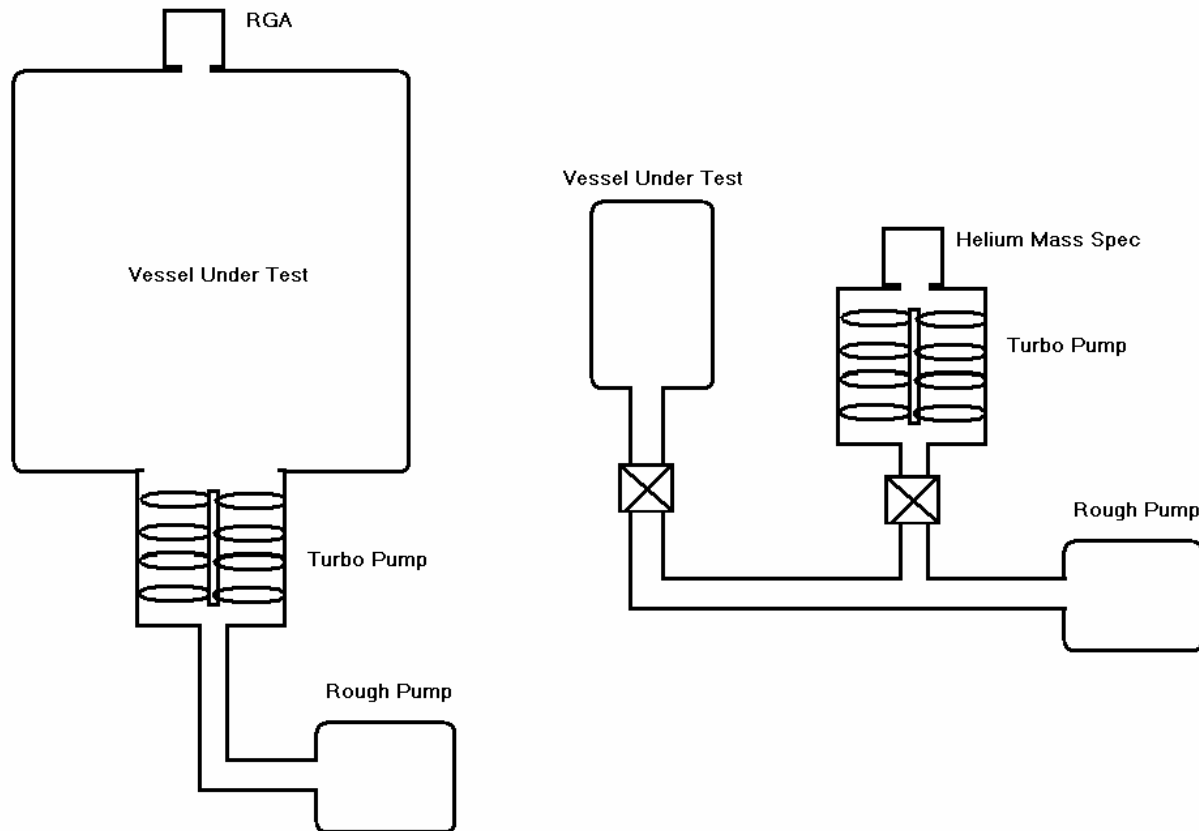 RGA
Vessel Under Test
Turbo Pump
Rough Pump
Vessel Under Test
Helium Mass Spec
Turbo Pump
Rough Pump